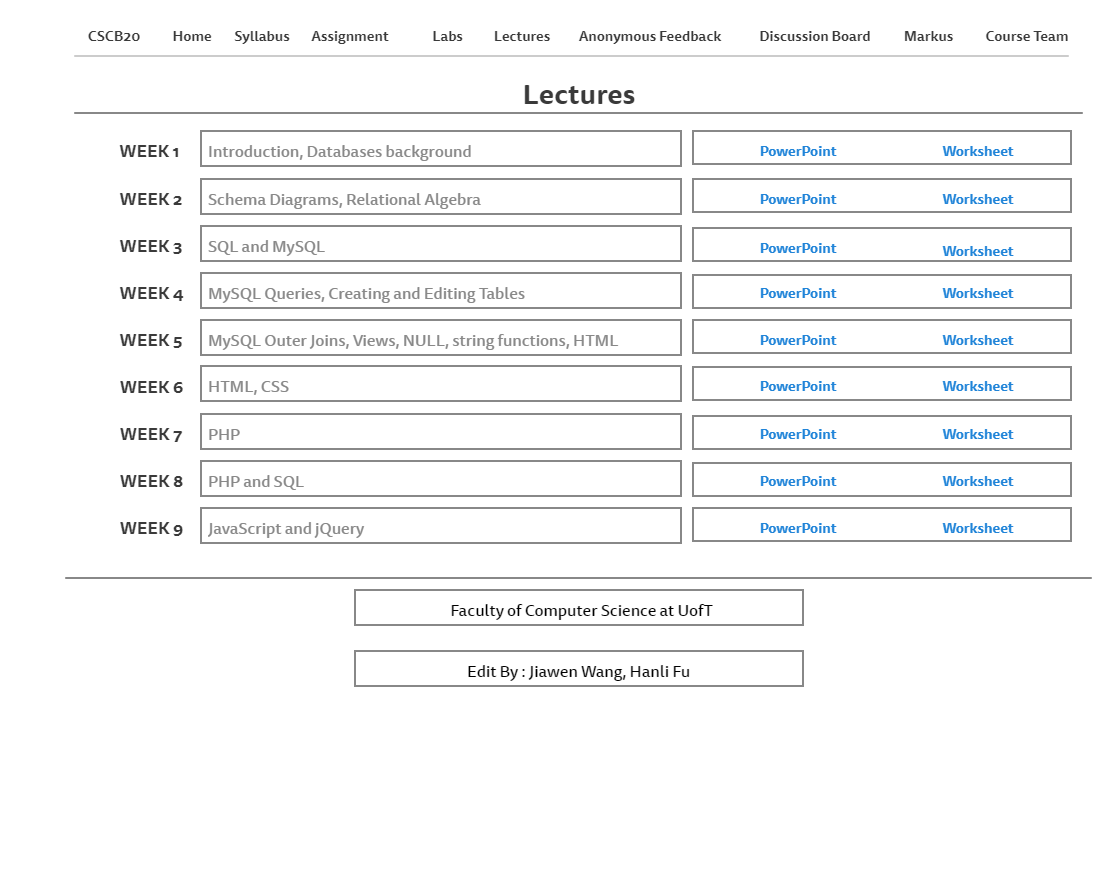 CSCB20 Home Syllabus Assignment Labs Lectures Anonymous Feedback Discussion Board Markus Course Team
Lectures
WEEK 1 Introduction, Databases background PowerPoint Worksheet
WEEK 2 Schema Diagrams, Relational Algebra PowerPoint Worksheet
WEEK 3 SQL and MySQL PowerPoint Worksheet
WEEK 4 MySQL Queries, Creating and Editing Tables PowerPoint Worksheet
WEEK 5 MySQL Outer Joins, Views, NULL, string functions, HTML PowerPoint Worksheet
WEEK 6 HTML, CSS PowerPoint Worksheet
WEEK 7 PHP PowerPoint Worksheet
WEEK 8 PHP and SQL PowerPoint Worksheet
WEEK 9 JavaScript and jQuery PowerPoint Worksheet
Faculty of Computer Science at UofT
Edit By : Jiawen Wang, Hanli Fu